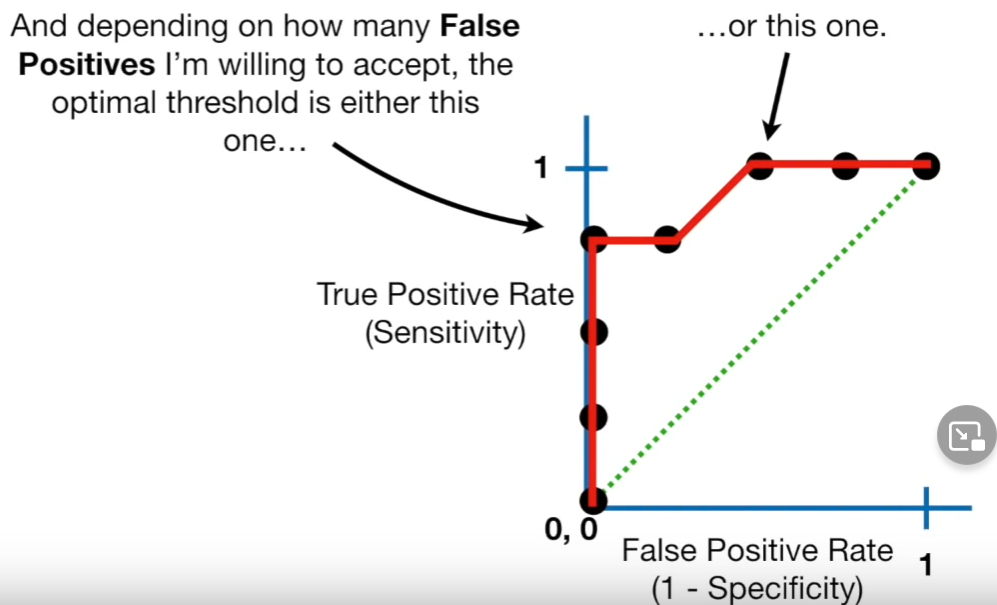 And depending on how many False
Positives I’m willing to accept, the
optimal threshold is either this
one…
…or this one.
1
True Positive Rate
(Sensitivity)
0, 0
False Positive Rate
(1 - Specificity)
1